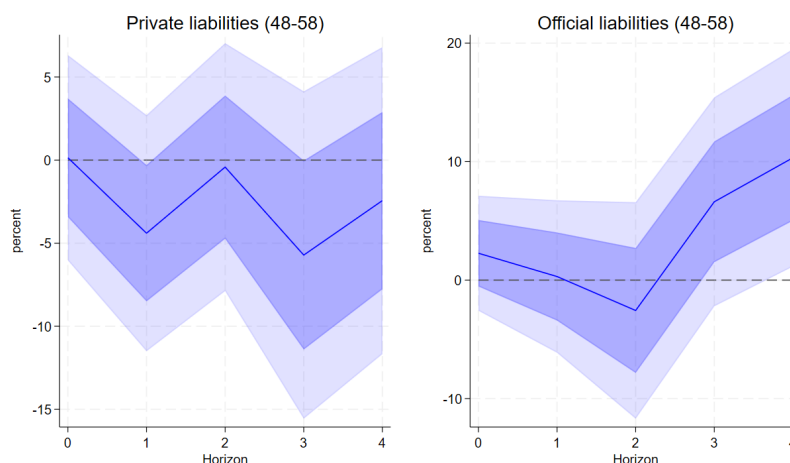 Private liabilities (48-58)
5
0
-5
-10
-15
percent
0 1 2 3 4
Horizon
Official liabilities (48-58)
20
10
0
-10
percent
0 1 2 3 4
Horizon